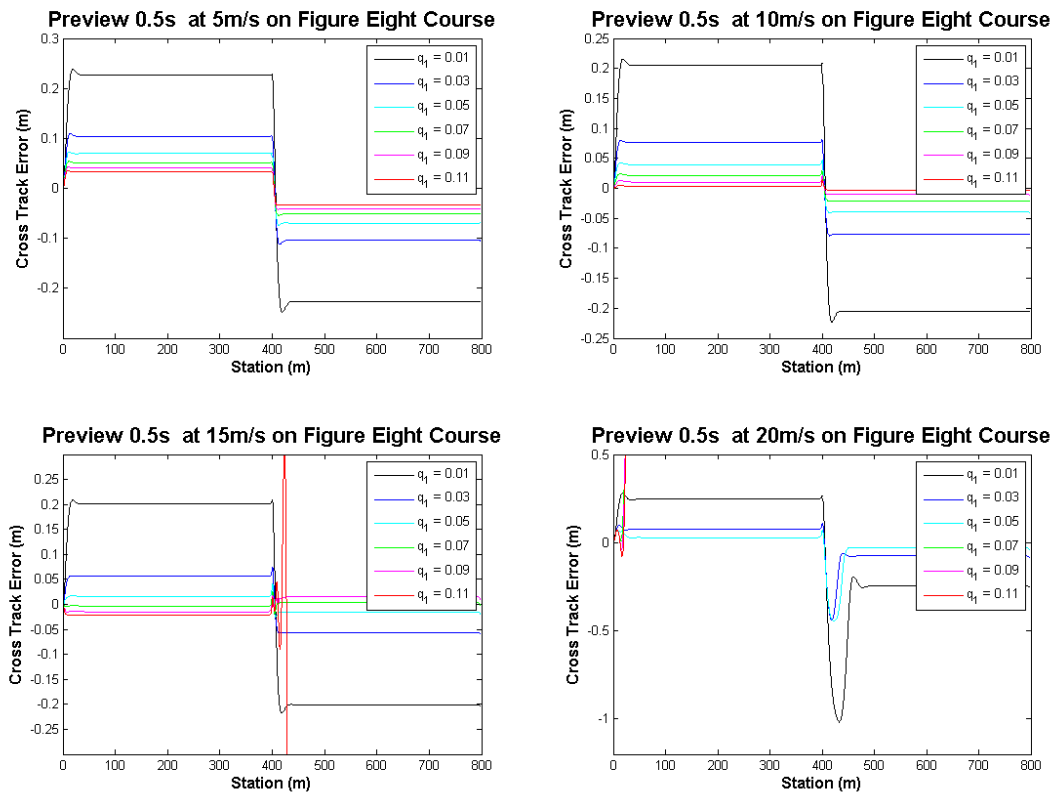 Preview 0.5s at 5m/s on Figure Eight Course
0.3
0.2
0.1
0
-0.1
-0.2
0
100
200
300
400
500
600
700
800
Cross Track Error (m)
Station (m)
q1 = 0.01
q1 = 0.03
q1 = 0.05
q1 = 0.07
q1 = 0.09
q1 = 0.11
Preview 0.5s at 10m/s on Figure Eight Course
0.25
0.2
0.15
0.1
0.05
0
-0.05
-0.1
-0.15
-0.2
-0.25
0
100
200
300
400
500
600
700
800
Cross Track Error (m)
Station (m)
q1 = 0.01
q1 = 0.03
q1 = 0.05
q1 = 0.07
q1 = 0.09
q1 = 0.11
Preview 0.5s at 15m/s on Figure Eight Course
0.25
0.2
0.15
0.1
0.05
0
-0.05
-0.1
-0.15
-0.2
-0.25
0
100
200
300
400
500
600
700
800
Cross Track Error (m)
Station (m)
q1 = 0.01
q1 = 0.03
q1 = 0.05
q1 = 0.07
q1 = 0.09
q1 = 0.11
Preview 0.5s at 20m/s on Figure Eight Course
0.5
0
-0.5
-1
0
100
200
300
400
500
600
700
800
Cross Track Error (m)
Station (m)
q1 = 0.01
q1 = 0.03
q1 = 0.05
q1 = 0.07
q1 = 0.09
q1 = 0.11